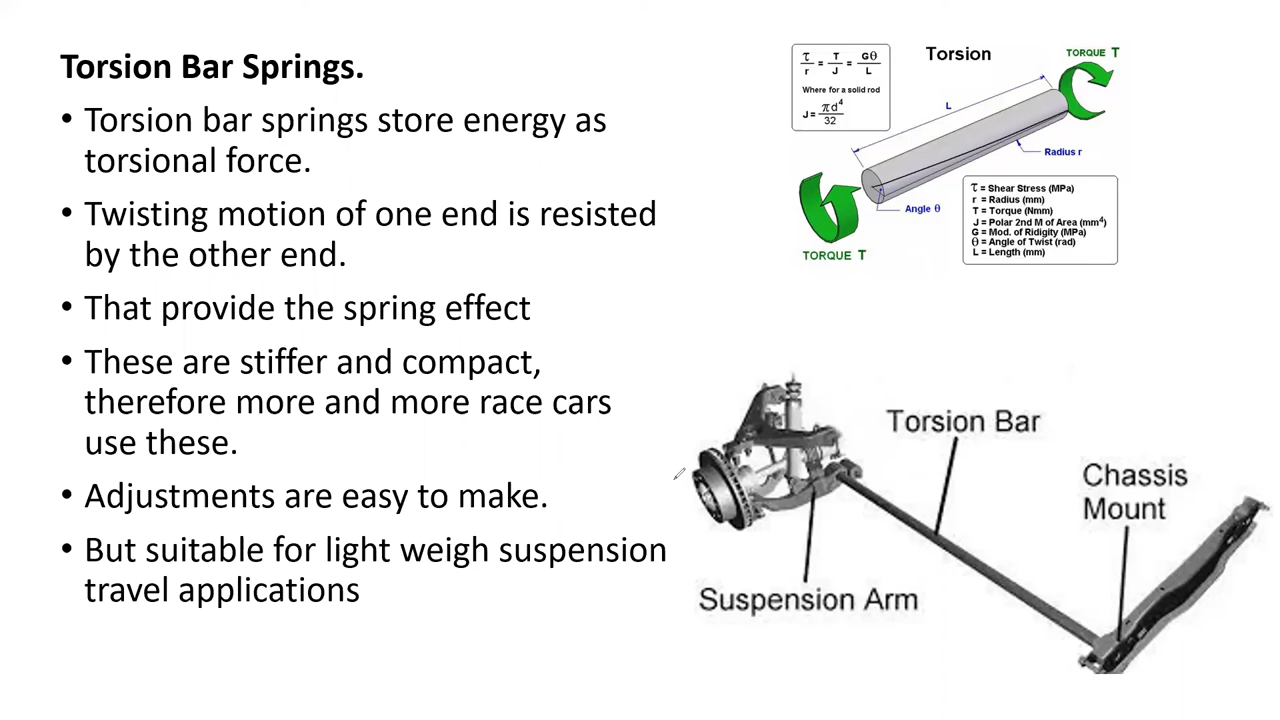 Torsion Bar Springs.
• Torsion bar springs store energy as
torsional force.
• Twisting motion of one end is resisted
by the other end.
• That provide the spring effect
• These are stiffer and compact,
therefore more and more race cars
use these.
• Adjustments are easy to make.
• But suitable for light weigh suspension
travel applications
τ/r = T/J = Gθ/L
Where for a solid rod
J = πd⁴/32
Torsion
TORQUE T
L
Radius r
Angle θ
TORQUE T
τ = Shear Stress (MPa)
r = Radius (mm)
T = Torque (Nmm)
J = Polar 2nd M of Area (mm⁴)
G = Mod. of Ridigity (MPa)
θ = Angle of Twist (rad)
L = Length (mm)
Torsion Bar
Chassis
Mount
Suspension Arm